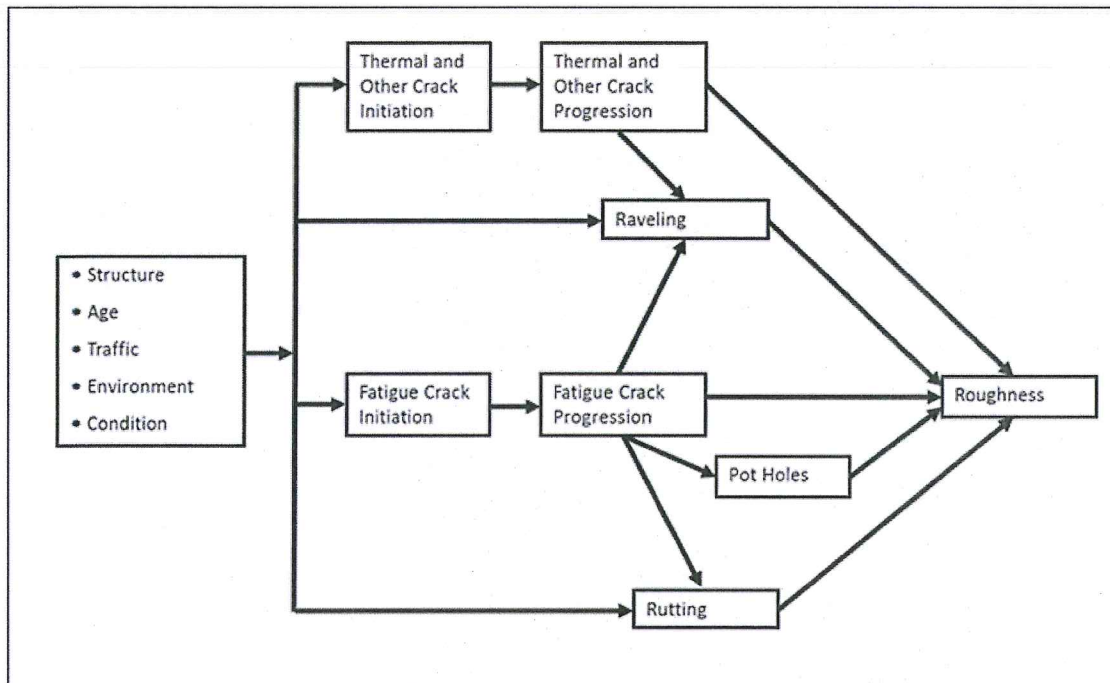 Thermal and
Other Crack
Initiation
Thermal and
Other Crack
Progression
Raveling
• Structure
• Age
• Traffic
• Environment
• Condition
Fatigue Crack
Initiation
Fatigue Crack
Progression
Roughness
Pot Holes
Rutting